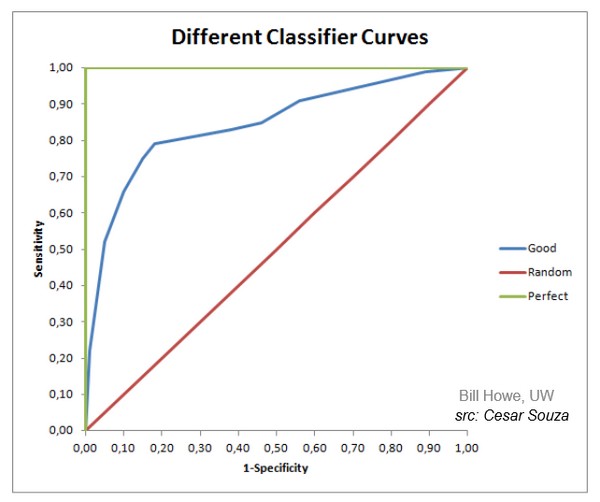 Different Classifier Curves
1,00
0,90
0,80
0,70
0,60
0,50
0,40
0,30
0,20
0,10
0,00
Sensitivity
0,00 0,10 0,20 0,30 0,40 0,50 0,60 0,70 0,80 0,90 1,00
1-Specificity
Good
Random
Perfect
Bill Howe, UW
src: Cesar Souza